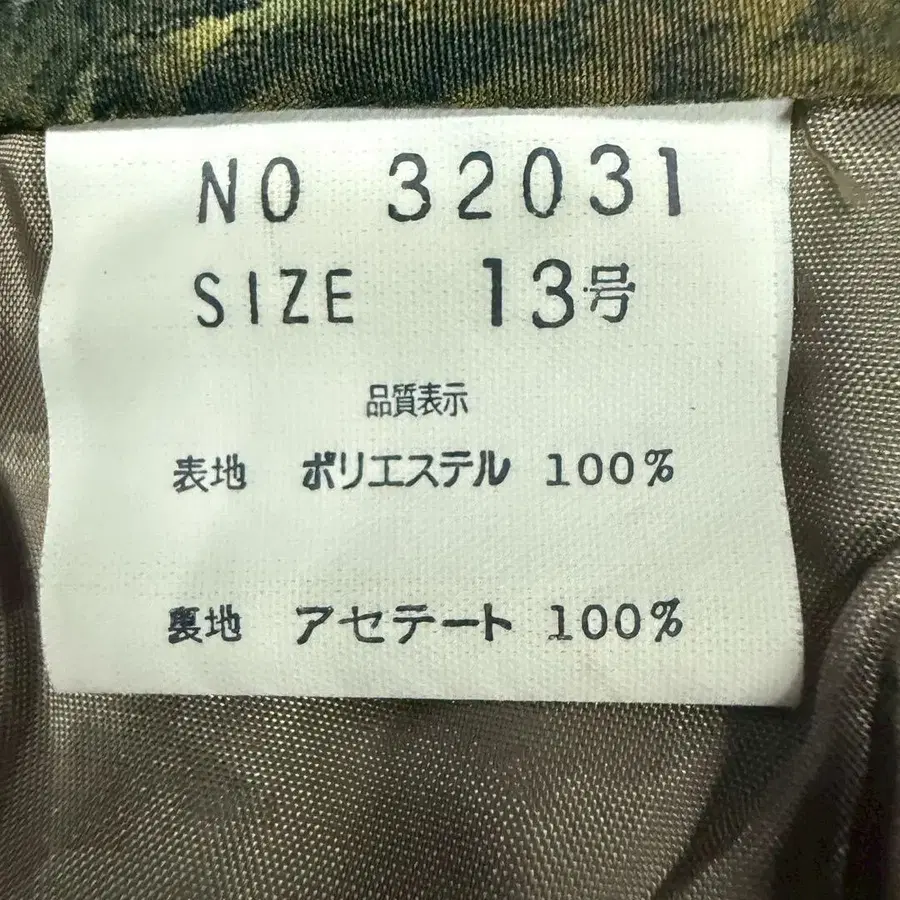 NO 32031
SIZE 13号
品質表示
表地 ポリエステル 100%
裏地 アセテート 100%